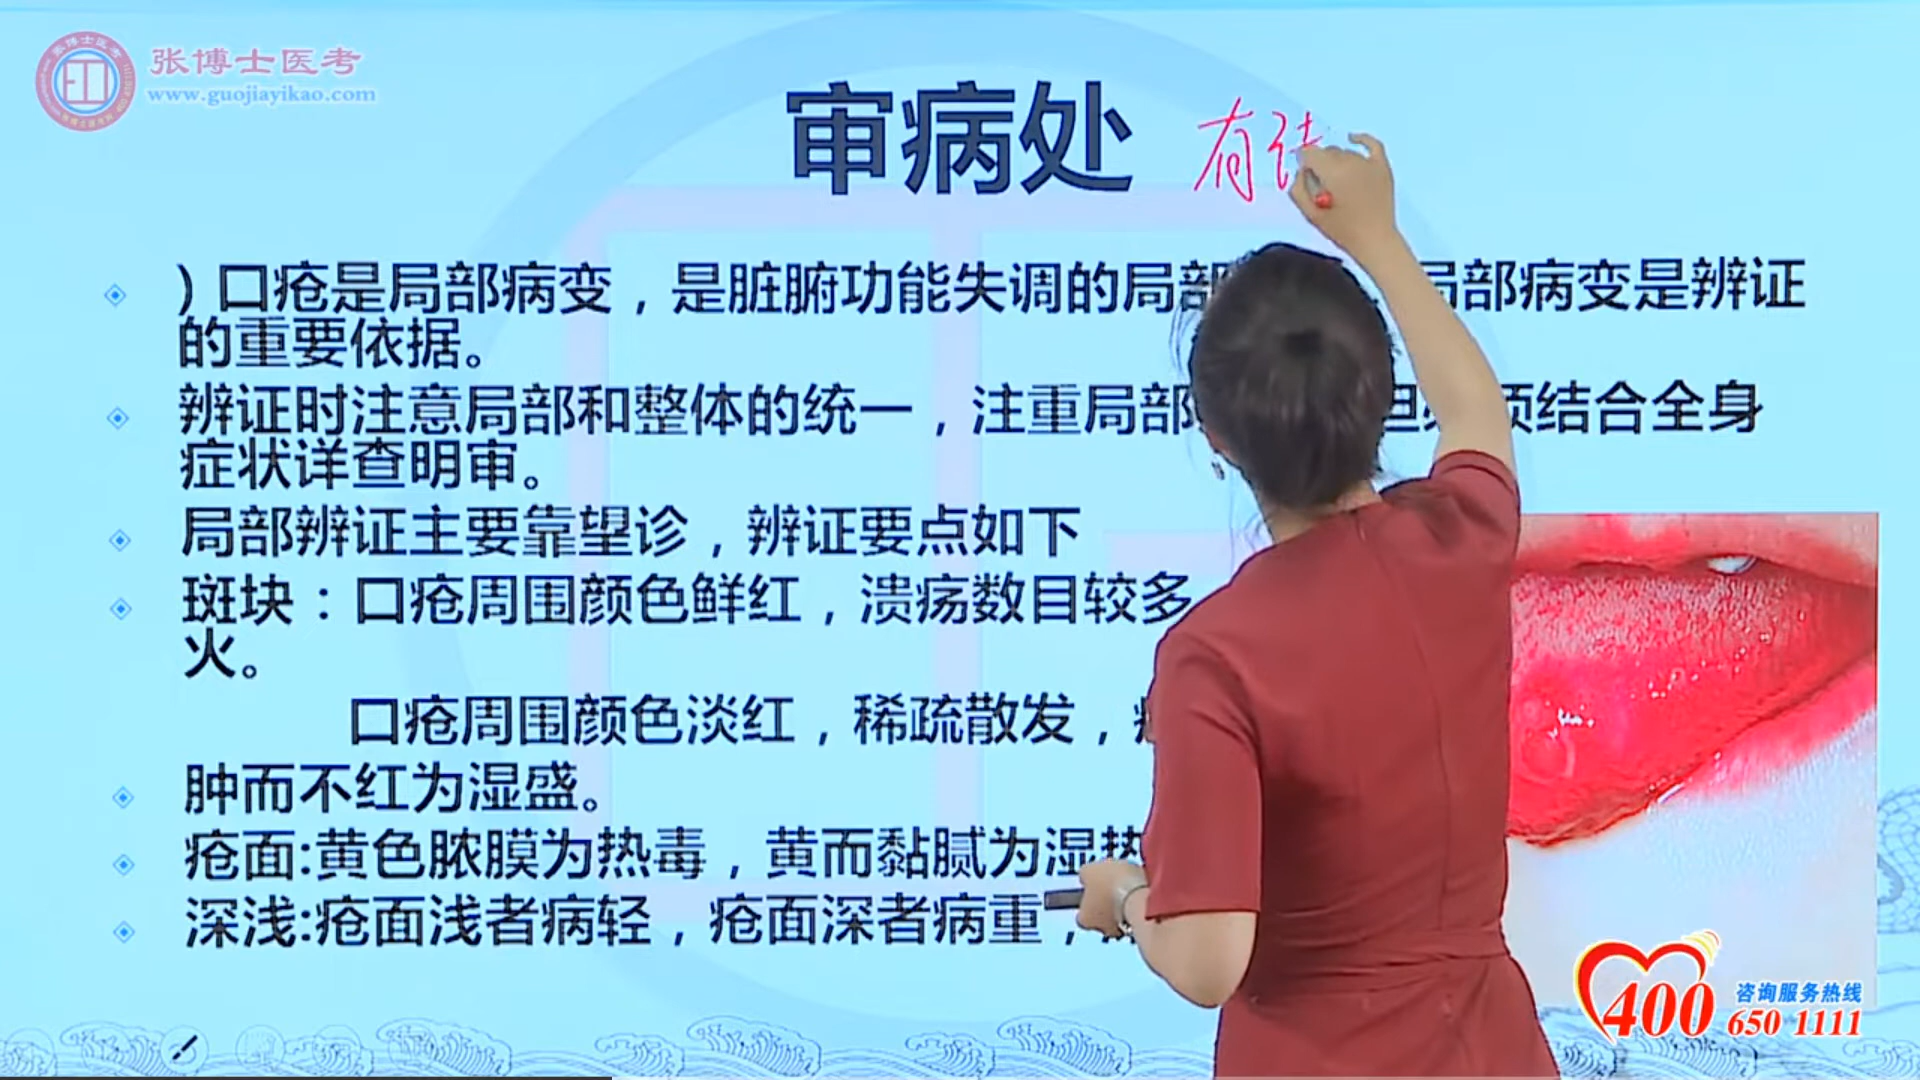 张博士医考
www.guojiayikao.com
审病处 有
）口疮是局部病变，是脏腑功能失调的局部 局部病变是辨证
的重要依据。
辨证时注意局部和整体的统一，注重局部 结合全身
症状详查明审。
局部辨证主要靠望诊，辨证要点如下
斑块：口疮周围颜色鲜红，溃疡数目较多
火。
口疮周围颜色淡红，稀疏散发，
肿而不红为湿盛。
疮面:黄色脓膜为热毒，黄而黏腻为湿热
深浅:疮面浅者病轻，疮面深者病重，
400 咨询服务热线
650 1111